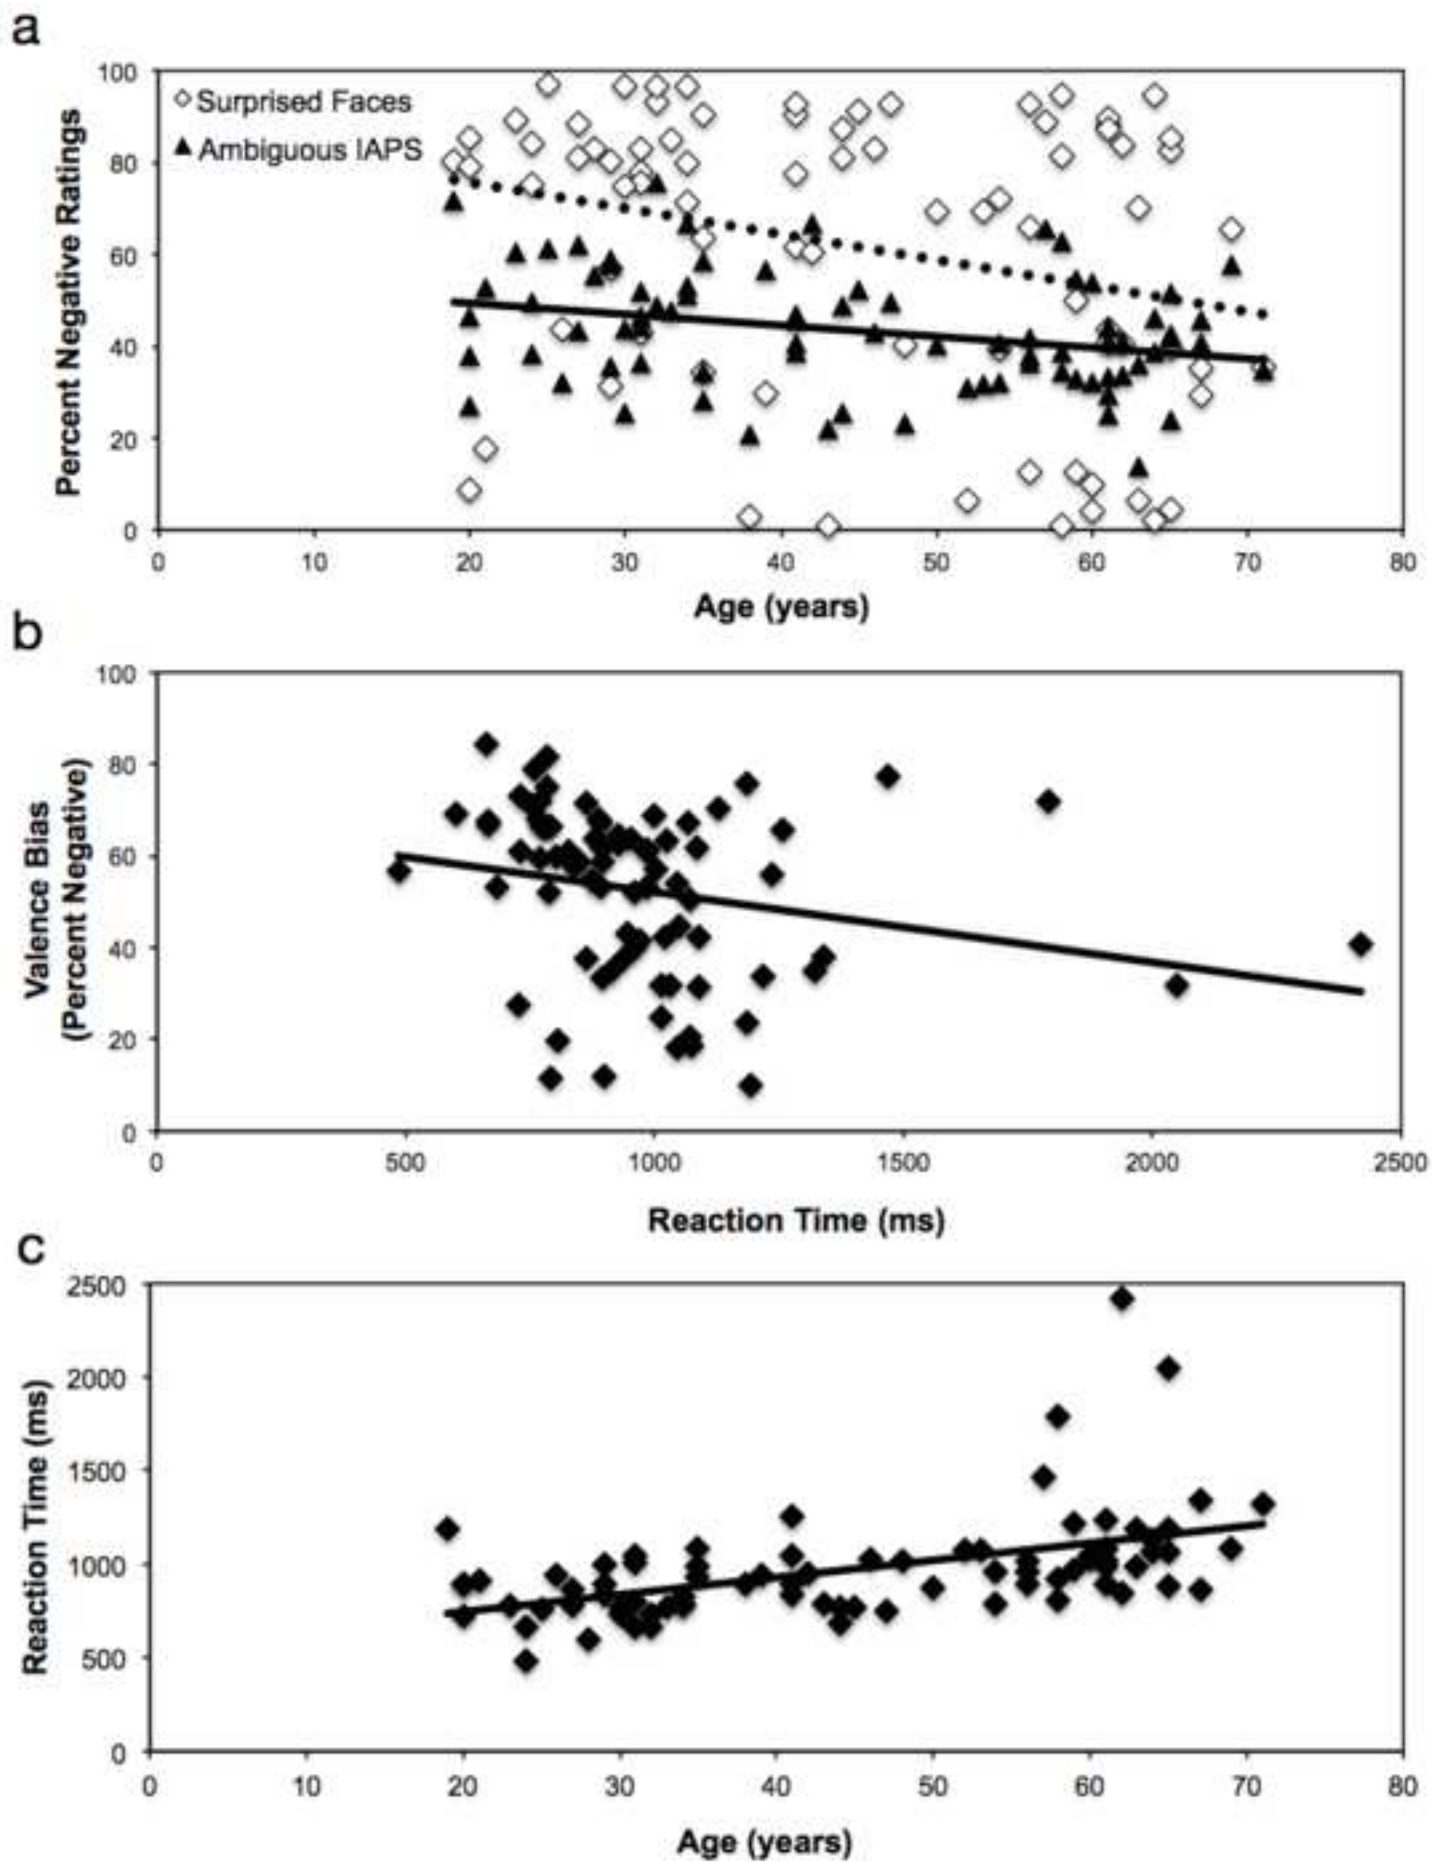 a
Percent Negative Ratings
100
80
60
40
20
0
◇ Surprised Faces
▲ Ambiguous IAPS
0 10 20 30 40 50 60 70 80
Age (years)
b
Valence Bias
(Percent Negative)
100
80
60
40
20
0
0 500 1000 1500 2000 2500
Reaction Time (ms)
c
Reaction Time (ms)
2500
2000
1500
1000
500
0
0 10 20 30 40 50 60 70 80
Age (years)